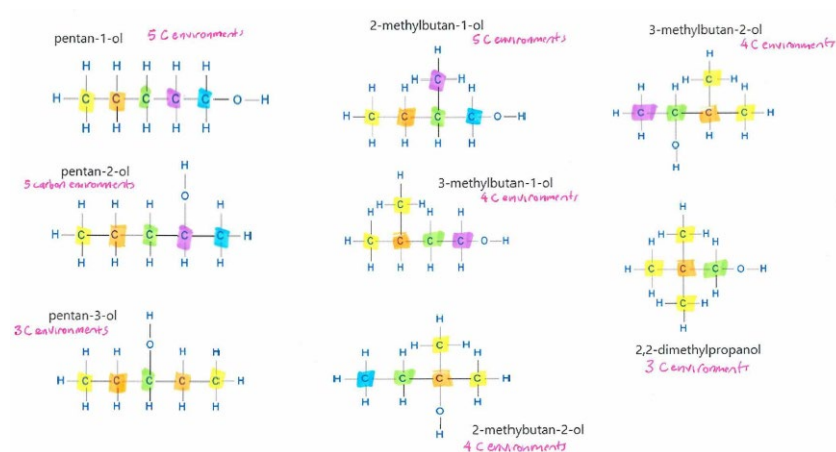 pentan-1-ol
5 C environments
2-methylbutan-1-ol
5 C environments
3-methylbutan-2-ol
4 C environments
H H H H H
H C C C C C O H
H H H H H
H
H C H
H H H
H C C C C O H
H H H H
H
H C H
H H H
H C C C C H
H H H
O
H
pentan-2-ol
5 carbon environments
H
O
H H H H
H C C C C C H
H H H H H
3-methylbutan-1-ol
4 C environments
H
H C H
H H H
H C C C C O H
H H H H
H
H C H
H H
H C C C O H
H H
H C H
H
2,2-dimethylpropanol
3 C environments
pentan-3-ol
3 C environments
H
O
H H H H
H C C C C C H
H H H H H
H
H C H
H H H
H C C C C H
H H H
O
H
2-methybutan-2-ol
4 C environments